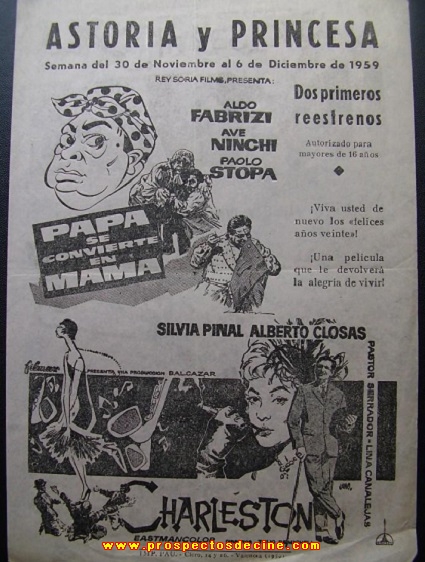 ASTORIA y PRINCESA
Semana del 30 de Noviembre al 6 de Diciembre de 1959
REY SORIA FILMS, PRESENTA:
ALDO
FABRIZI
AVE
NINCHI
PAOLO
STOPA
PAPA
SE
CONVIERTE
EN
MAMA
Dos primeros
reestrenos
Autorizado para
mayores de 16 años
¡Viva usted de
nuevo los «felices
años veinte»!
¡Una película
que le devolverá
la alegría de vivir!
SILVIA PINAL ALBERTO CLOSAS
PRESENTA UNA PRODUCCION BALCAZAR
PASTOR SERRADOR - LINA CANALEJAS
CHARLESTON
EASTMANCOLOR
www.prospectosdecine.com